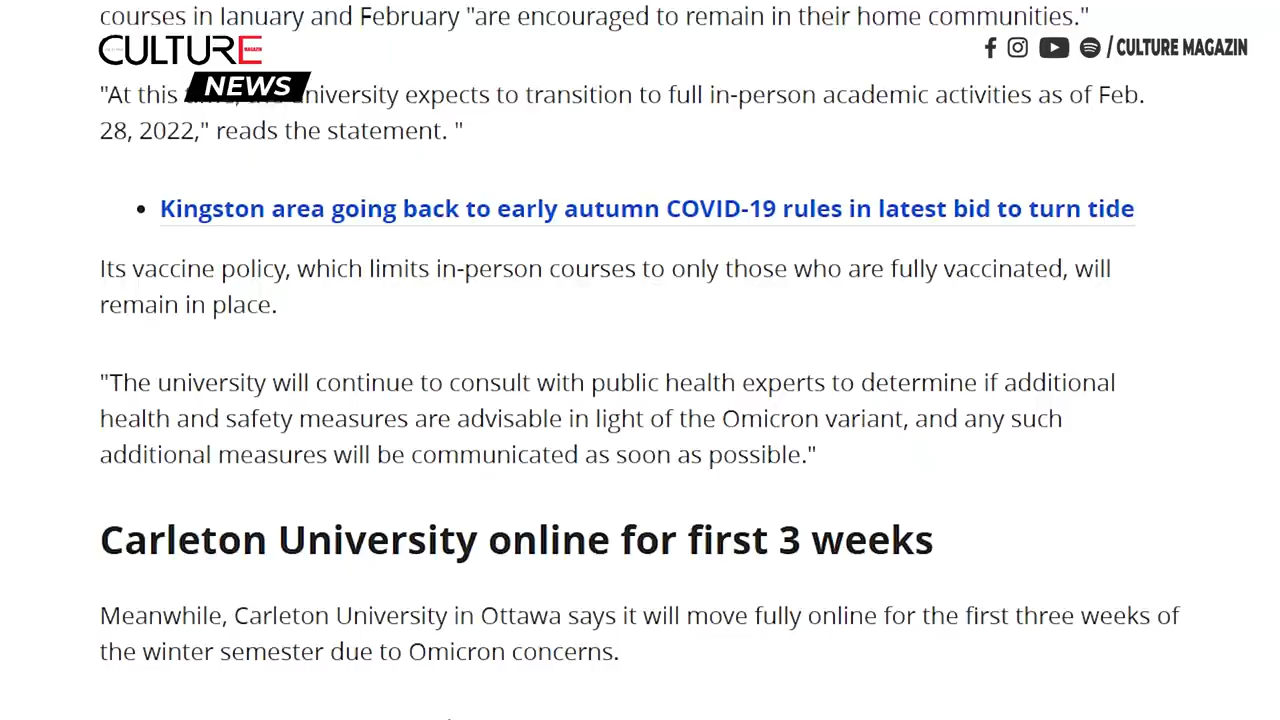 courses in January and February "are encouraged to remain in their home communities."
CULTURE
NEWS
/ CULTURE MAGAZIN
"At this university expects to transition to full in-person academic activities as of Feb.
28, 2022," reads the statement. "
• Kingston area going back to early autumn COVID-19 rules in latest bid to turn tide
Its vaccine policy, which limits in-person courses to only those who are fully vaccinated, will
remain in place.
"The university will continue to consult with public health experts to determine if additional
health and safety measures are advisable in light of the Omicron variant, and any such
additional measures will be communicated as soon as possible."
Carleton University online for first 3 weeks
Meanwhile, Carleton University in Ottawa says it will move fully online for the first three weeks of
the winter semester due to Omicron concerns.